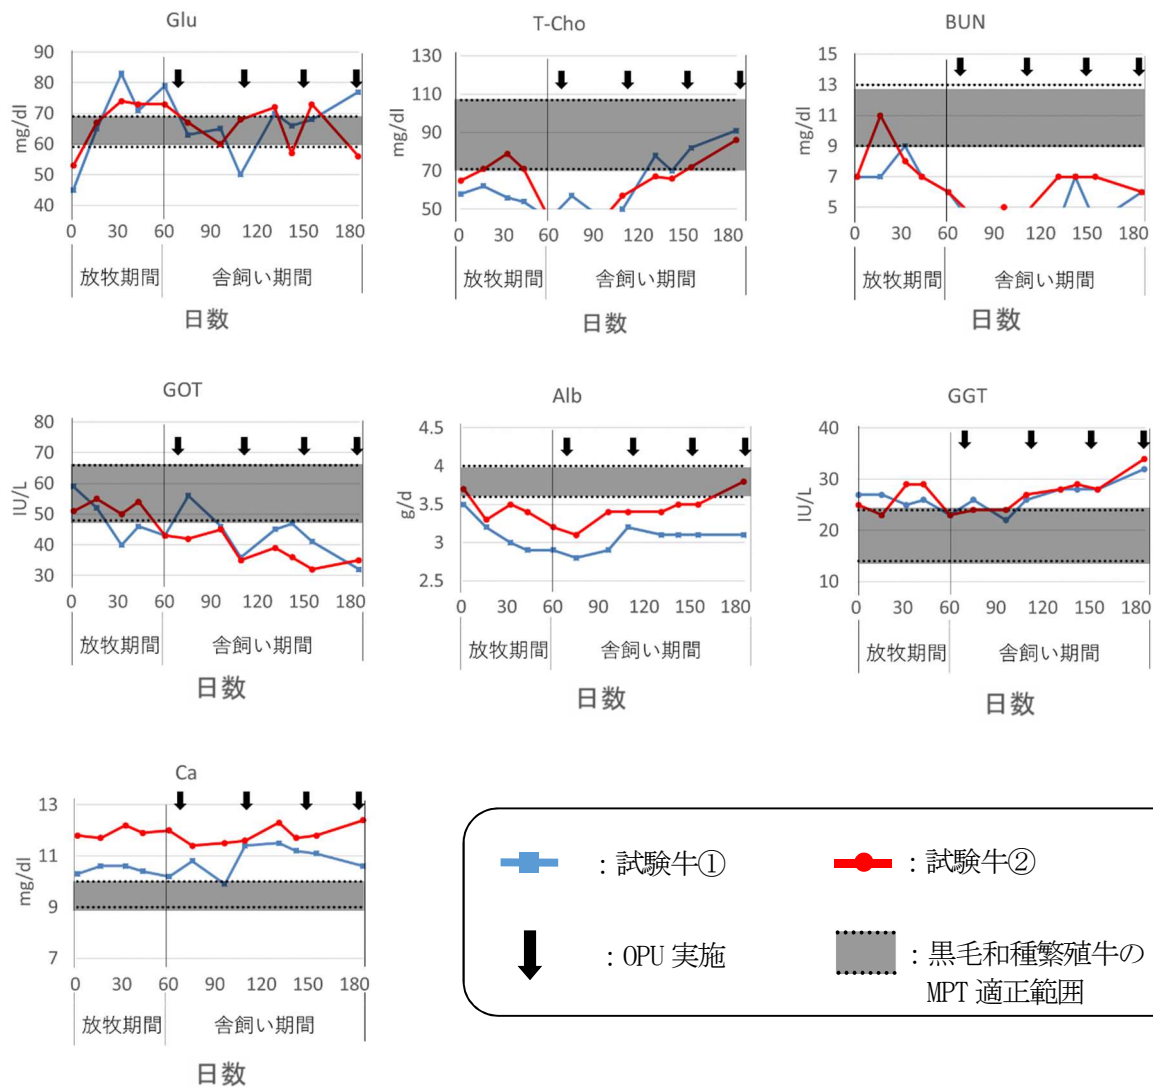 Glu
90
80
70
60
50
40
mg/dl
0 30 60 90 120 150 180
放牧期間 舎飼い期間
日数
T-Cho
130
110
90
70
50
mg/dl
0 30 60 90 120 150 180
放牧期間 舎飼い期間
日数
BUN
15
13
11
9
7
5
mg/dl
0 30 60 90 120 150 180
放牧期間 舎飼い期間
日数
GOT
80
70
60
50
40
30
IU/L
0 30 60 90 120 150 180
放牧期間 舎飼い期間
日数
Alb
4.5
4
3.5
3
2.5
g/d
0 30 60 90 120 150 180
放牧期間 舎飼い期間
日数
GGT
40
30
20
10
IU/L
0 30 60 90 120 150 180
放牧期間 舎飼い期間
日数
Ca
13
11
9
7
mg/dl
0 30 60 90 120 150 180
放牧期間 舎飼い期間
日数
：試験牛①
：試験牛②
：OPU 実施
：黒毛和種繁殖牛の
MPT 適正範囲